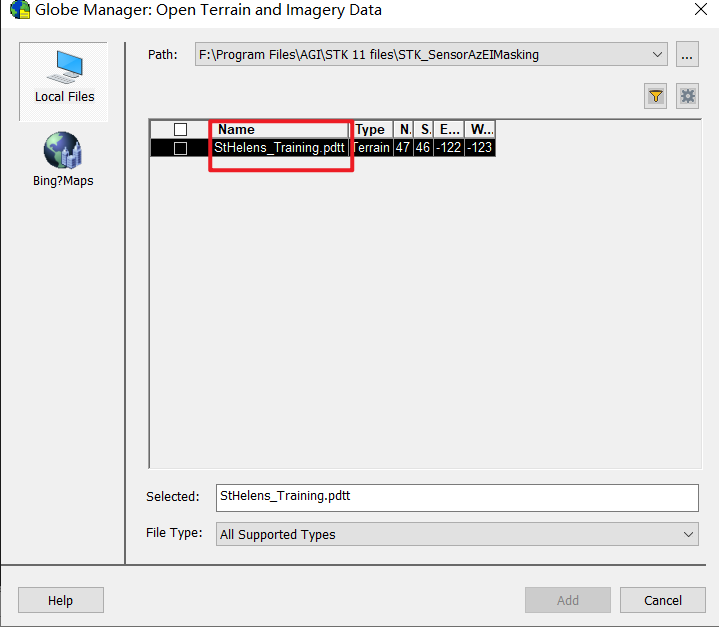 Globe Manager: Open Terrain and Imagery Data
Path: F:\Program Files\AGI\STK 11 files\STK_SensorAzElMasking ...
Local Files
Bing?Maps
Name Type N. S. E... W...
StHelens_Training.pdtt Terrain 47 46 -122 -123
Selected: StHelens_Training.pdtt
File Type: All Supported Types
Help Add Cancel